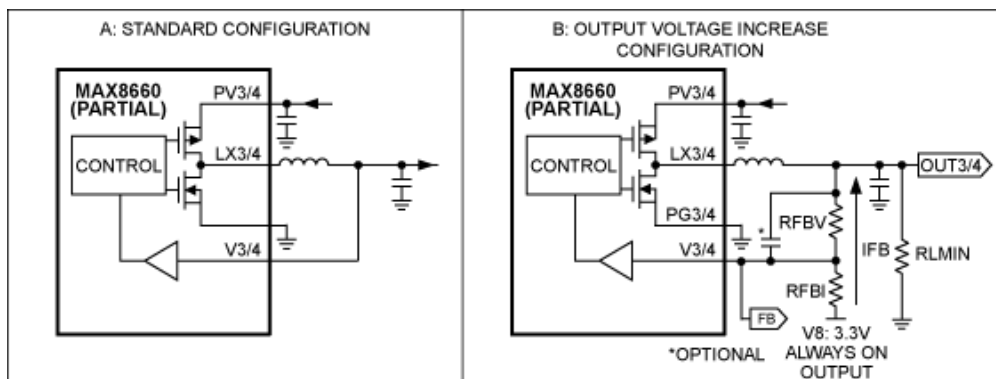 A: STANDARD CONFIGURATION
MAX8660
(PARTIAL)
PV3/4
CONTROL
LX3/4
V3/4
B: OUTPUT VOLTAGE INCREASE
CONFIGURATION
MAX8660
(PARTIAL)
PV3/4
CONTROL
LX3/4
OUT3/4
PG3/4
*
RFBV
V3/4
IFB
RLMIN
RFBI
FB
V8: 3.3V
*OPTIONAL
ALWAYS ON
OUTPUT